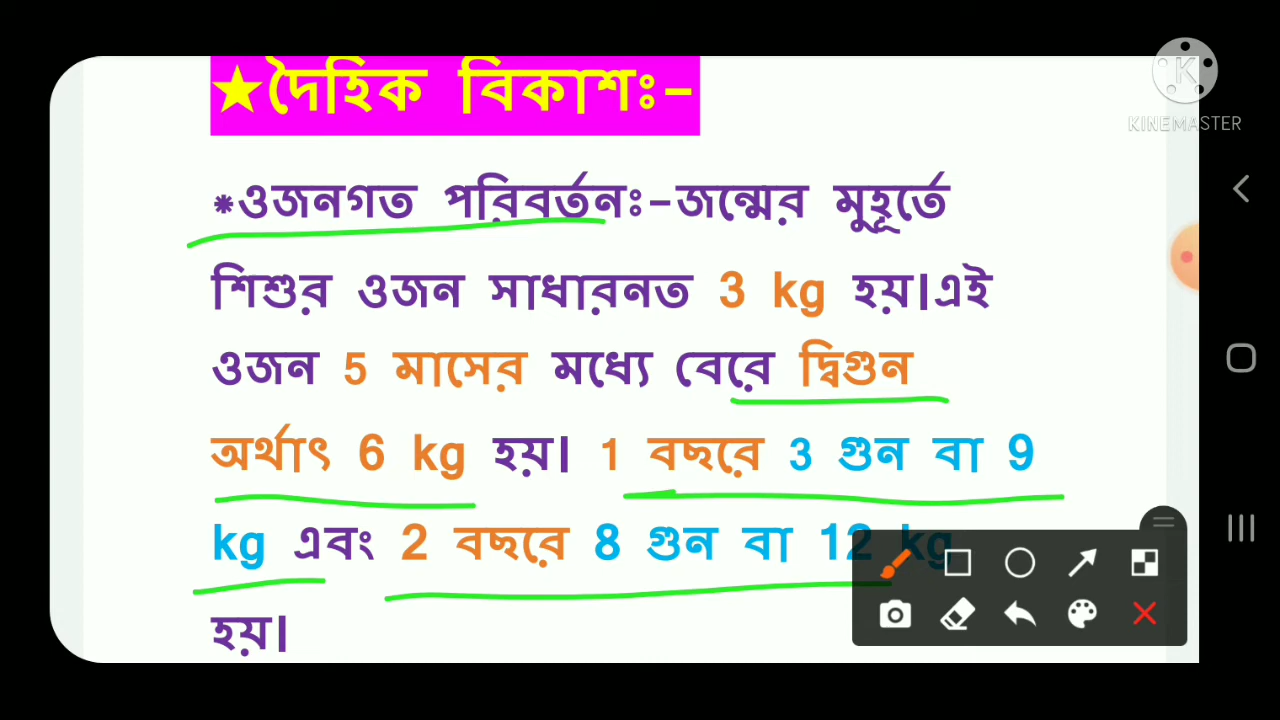 ★দৈহিক বিকাশঃ-
*ওজনগত পরিবর্তনঃ-জন্মের মুহূর্তে
শিশুর ওজন সাধারনত 3 kg হয়।এই
ওজন 5 মাসের মধ্যে বেরে দ্বিগুন
অর্থাৎ 6 kg হয়। 1 বছরে 3 গুন বা 9
kg এবং 2 বছরে 8 গুন বা 12 kg
হয়।
K
KINEMASTER